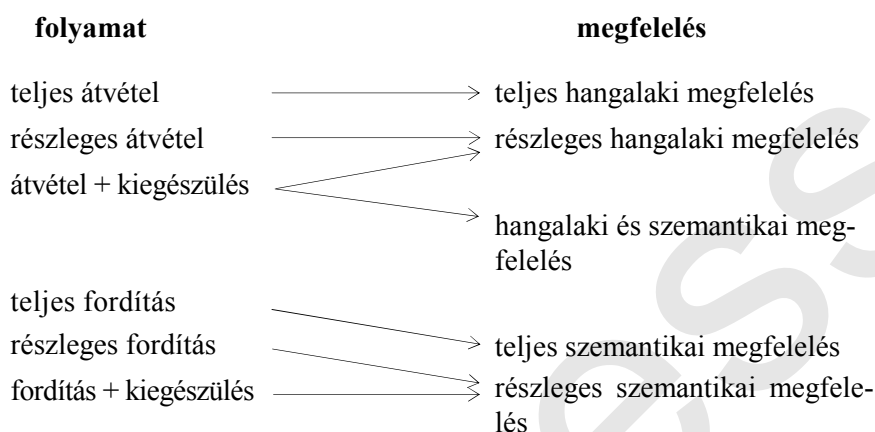 folyamat megfelelés
teljes átvétel teljes hangalaki megfelelés
részleges átvétel részleges hangalaki megfelelés
átvétel + kiegészülés
hangalaki és szemantikai meg-
felelés
teljes fordítás
részleges fordítás teljes szemantikai megfelelés
fordítás + kiegészülés részleges szemantikai megfele-
lés
ess